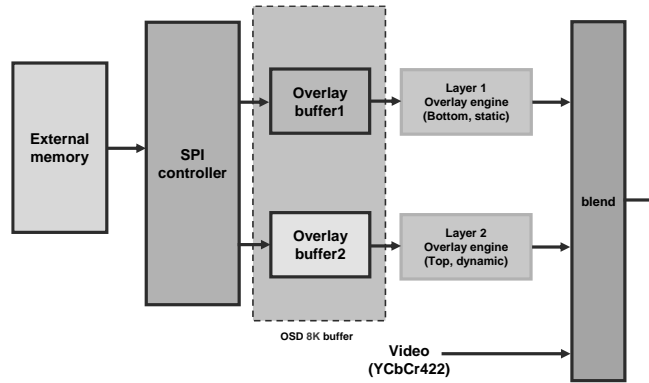 External
memory
SPI
controller
Overlay
buffer1
Overlay
buffer2
OSD 8K buffer
Layer 1
Overlay engine
(Bottom, static)
Layer 2
Overlay engine
(Top, dynamic)
Video
(YCbCr422)
blend